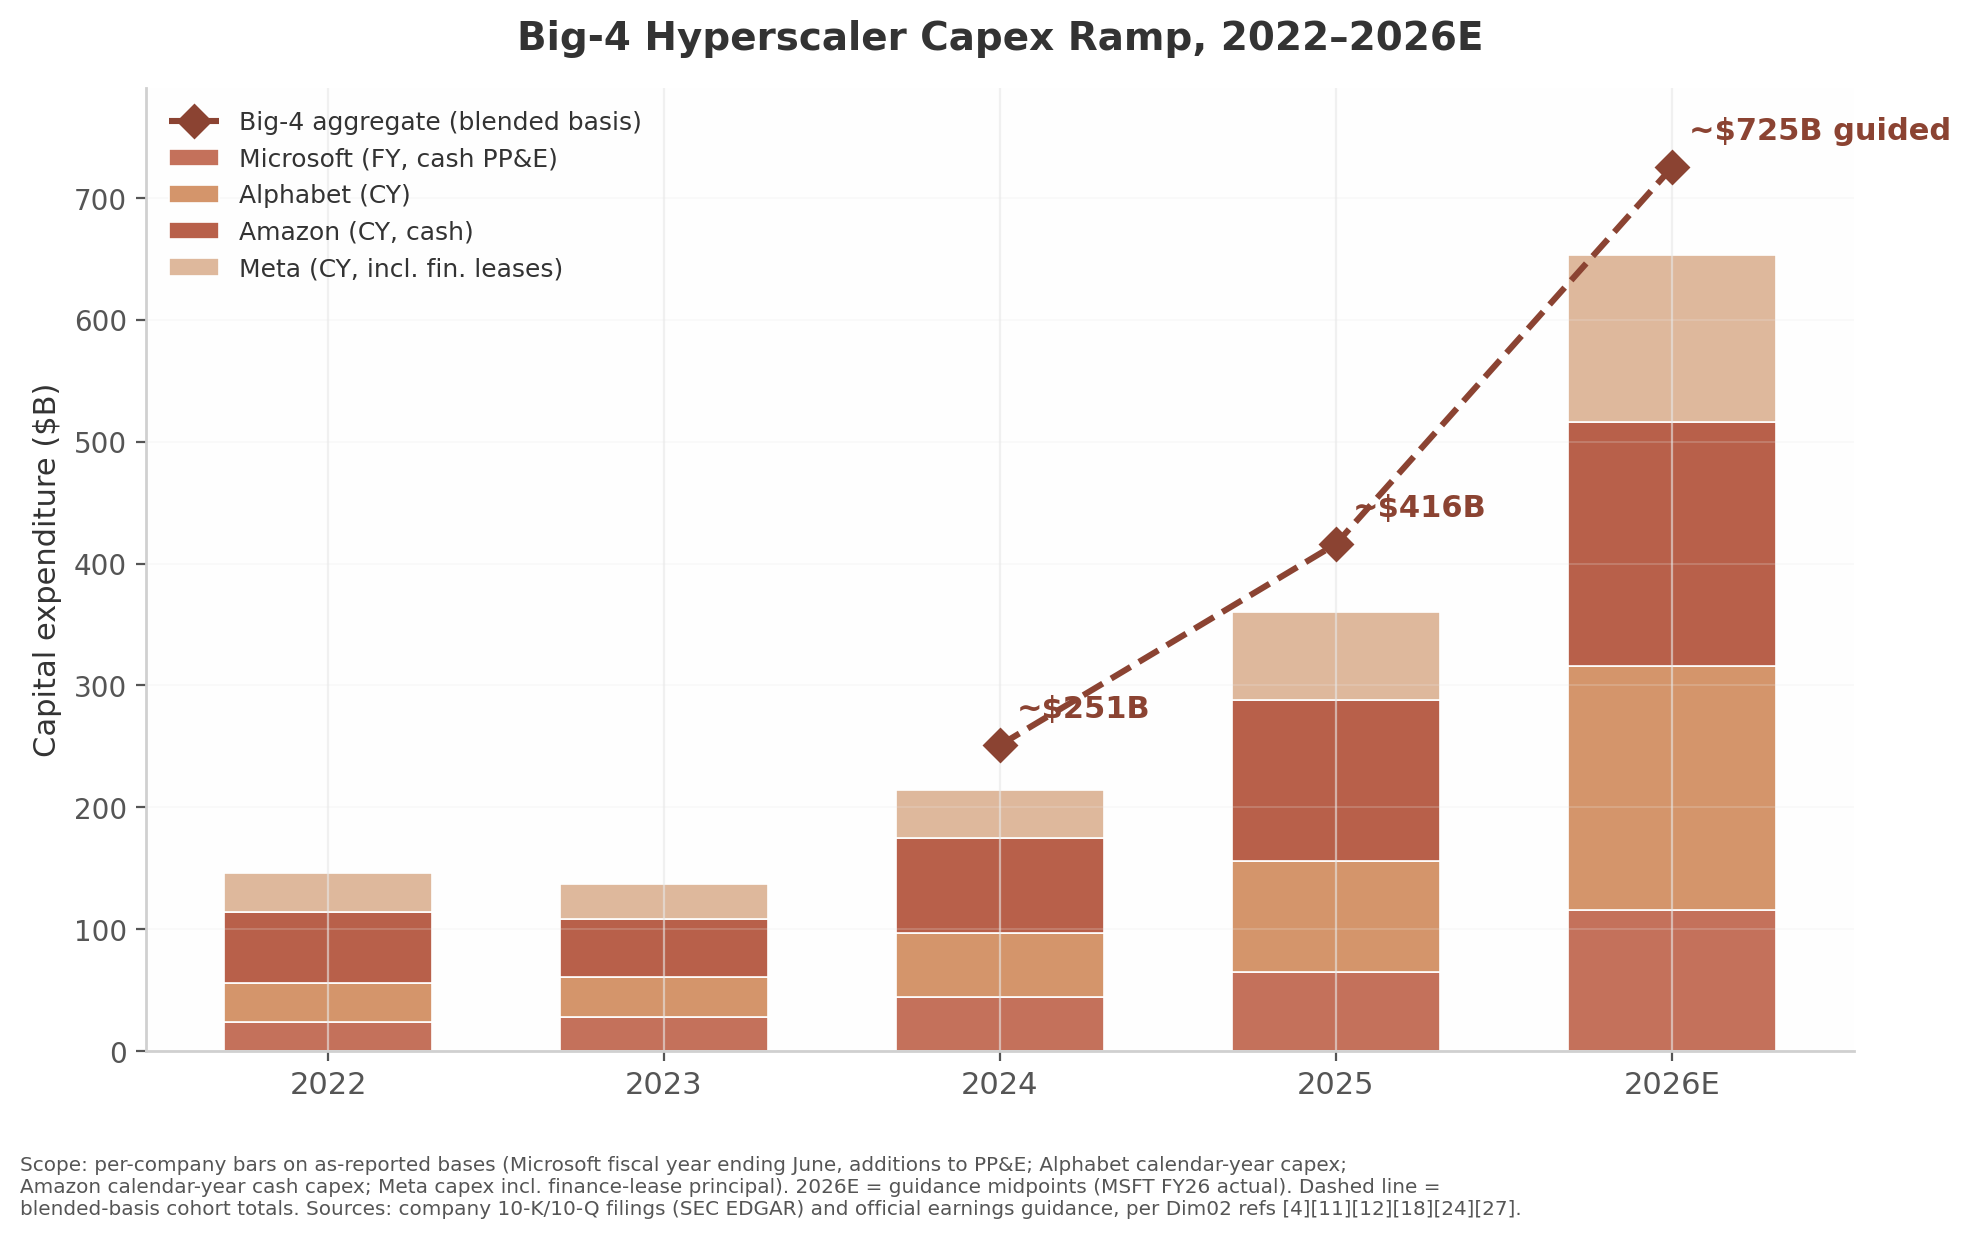 Big-4 Hyperscaler Capex Ramp, 2022–2026E
Big-4 aggregate (blended basis)
Microsoft (FY, cash PP&E)
Alphabet (CY)
Amazon (CY, cash)
Meta (CY, incl. fin. leases)
~$725B guided
~$416B
~$251B
Capital expenditure ($B)
700
600
500
400
300
200
100
0
2022
2023
2024
2025
2026E
Scope: per-company bars on as-reported bases (Microsoft fiscal year ending June, additions to PP&E; Alphabet calendar-year capex;
Amazon calendar-year cash capex; Meta capex incl. finance-lease principal). 2026E = guidance midpoints (MSFT FY26 actual). Dashed line =
blended-basis cohort totals. Sources: company 10-K/10-Q filings (SEC EDGAR) and official earnings guidance, per Dim02 refs [4][11][12][18][24][27].